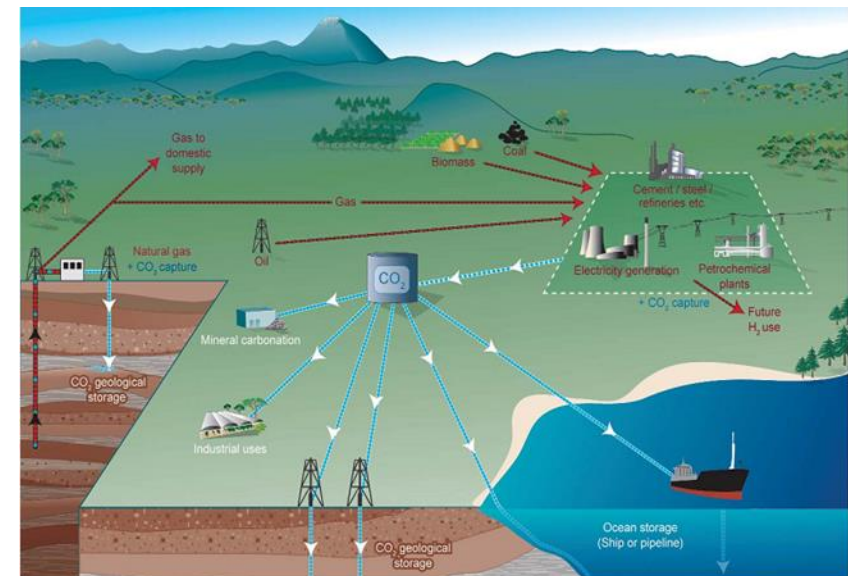 Gas to
domestic
supply
Biomass
Coal
Cement / steel /
refineries etc.
Gas
Oil
Natural gas
+ CO₂ capture
CO₂
Electricity generation
Petrochemical
plants
+ CO₂ capture
Future
H₂ use
Mineral carbonation
CO₂ geological
storage
Industrial uses
Ocean storage
(Ship or pipeline)
CO₂ geological
storage